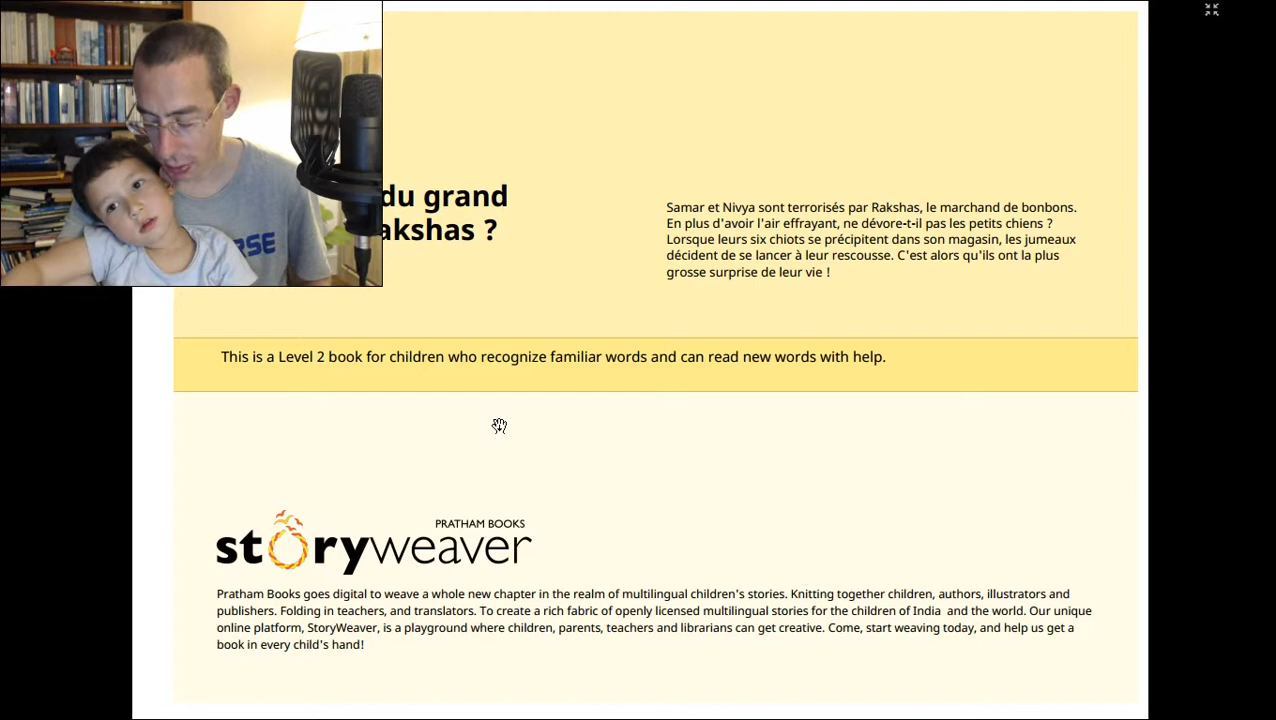 du grand
akshas ?
Samar et Nivya sont terrorisés par Rakshas, le marchand de bonbons.
En plus d'avoir l'air effrayant, ne dévore-t-il pas les petits chiens ?
Lorsque leurs six chiots se précipitent dans son magasin, les jumeaux
décident de se lancer à leur rescousse. C'est alors qu'ils ont la plus
grosse surprise de leur vie !
This is a Level 2 book for children who recognize familiar words and can read new words with help.
PRATHAM BOOKS
storyweaver
Pratham Books goes digital to weave a whole new chapter in the realm of multilingual children's stories. Knitting together children, authors, illustrators and
publishers. Folding in teachers, and translators. To create a rich fabric of openly licensed multilingual stories for the children of India and the world. Our unique
online platform, StoryWeaver, is a playground where children, parents, teachers and librarians can get creative. Come, start weaving today, and help us get a
book in every child's hand!